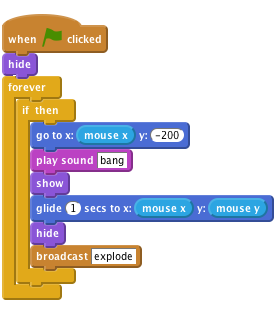 when clicked
hide
forever
if then
go to x: mouse x y: -200
play sound bang
show
glide 1 secs to x: mouse x y: mouse y
hide
broadcast explode